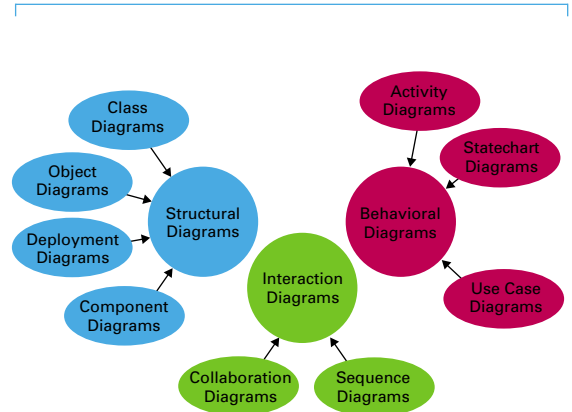 Class
Diagrams
Object
Diagrams
Deployment
Diagrams
Component
Diagrams
Structural
Diagrams
Interaction
Diagrams
Collaboration
Diagrams
Sequence
Diagrams
Activity
Diagrams
Statechart
Diagrams
Behavioral
Diagrams
Use Case
Diagrams